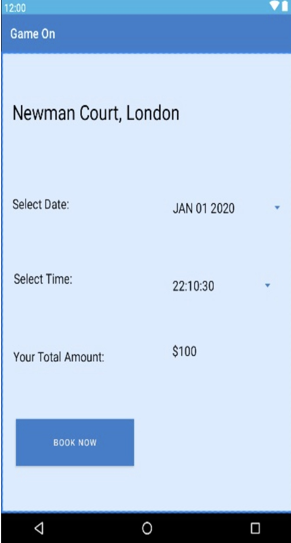 12:00
Game On
Newman Court, London
Select Date:
JAN 01 2020
Select Time:
22:10:30
Your Total Amount:
$100
BOOK NOW